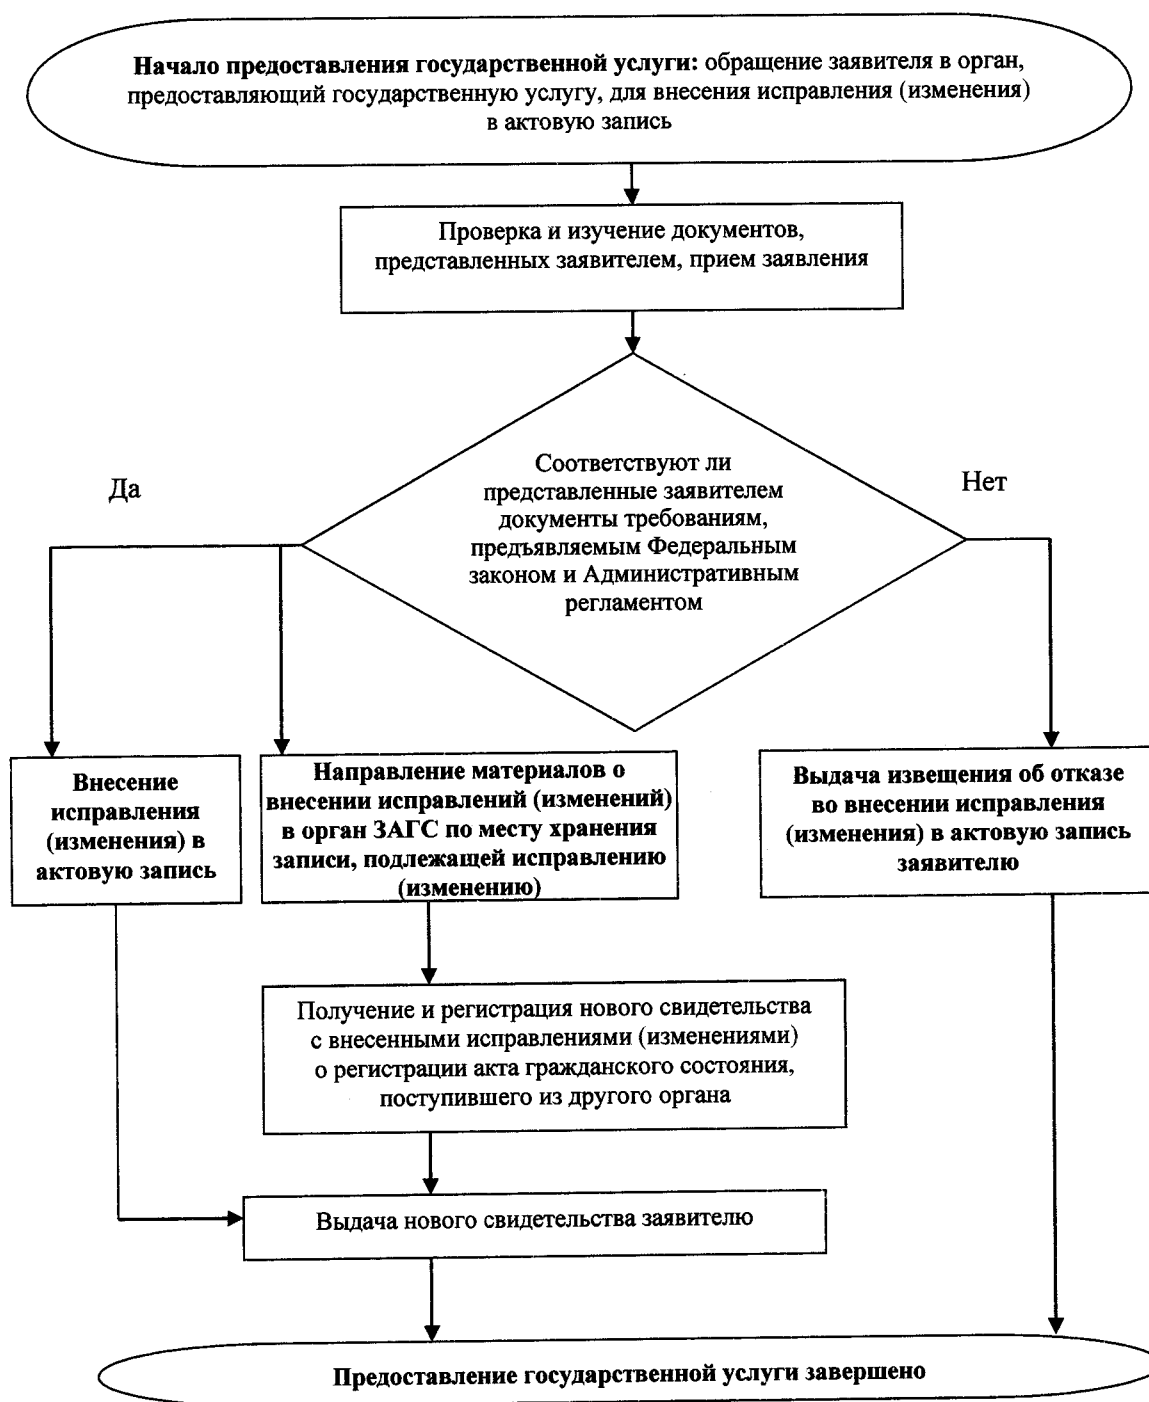 Начало предоставления государственной услуги: обращение заявителя в орган,
предоставляющий государственную услугу, для внесения исправления (изменения)
в актовую запись
Проверка и изучение документов,
представленных заявителем, прием заявления
Соответствуют ли
представленные заявителем
документы требованиям,
предъявляемым Федеральным
законом и Административным
регламентом
Да
Нет
Внесение
исправления
(изменения) в
актовую запись
Направление материалов о
внесении исправлений (изменений)
в орган ЗАГС по месту хранения
записи, подлежащей исправлению
(изменению)
Выдача извещения об отказе
во внесении исправления
(изменения) в актовую запись
заявителю
Получение и регистрация нового свидетельства
с внесенными исправлениями (изменениями)
о регистрации акта гражданского состояния,
поступившего из другого органа
Выдача нового свидетельства заявителю
Предоставление государственной услуги завершено